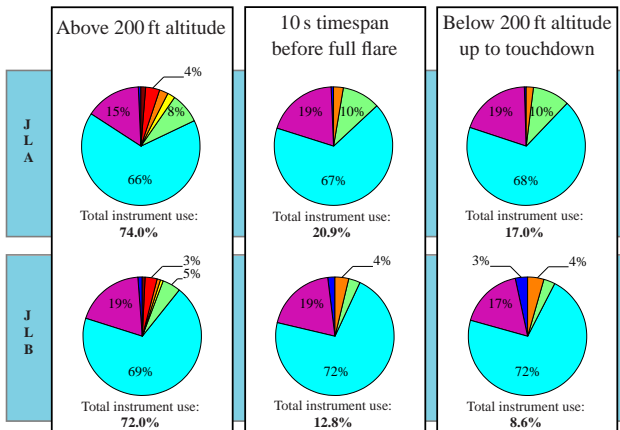 Above 200 ft altitude
10 s timespan
before full flare
Below 200 ft altitude
up to touchdown
J
L
A
4%
15%
8%
66%
Total instrument use:
74.0%
19%
10%
67%
Total instrument use:
20.9%
19%
10%
68%
Total instrument use:
17.0%
J
L
B
3%
5%
19%
69%
Total instrument use:
72.0%
4%
19%
72%
Total instrument use:
12.8%
3%
4%
17%
72%
Total instrument use:
8.6%